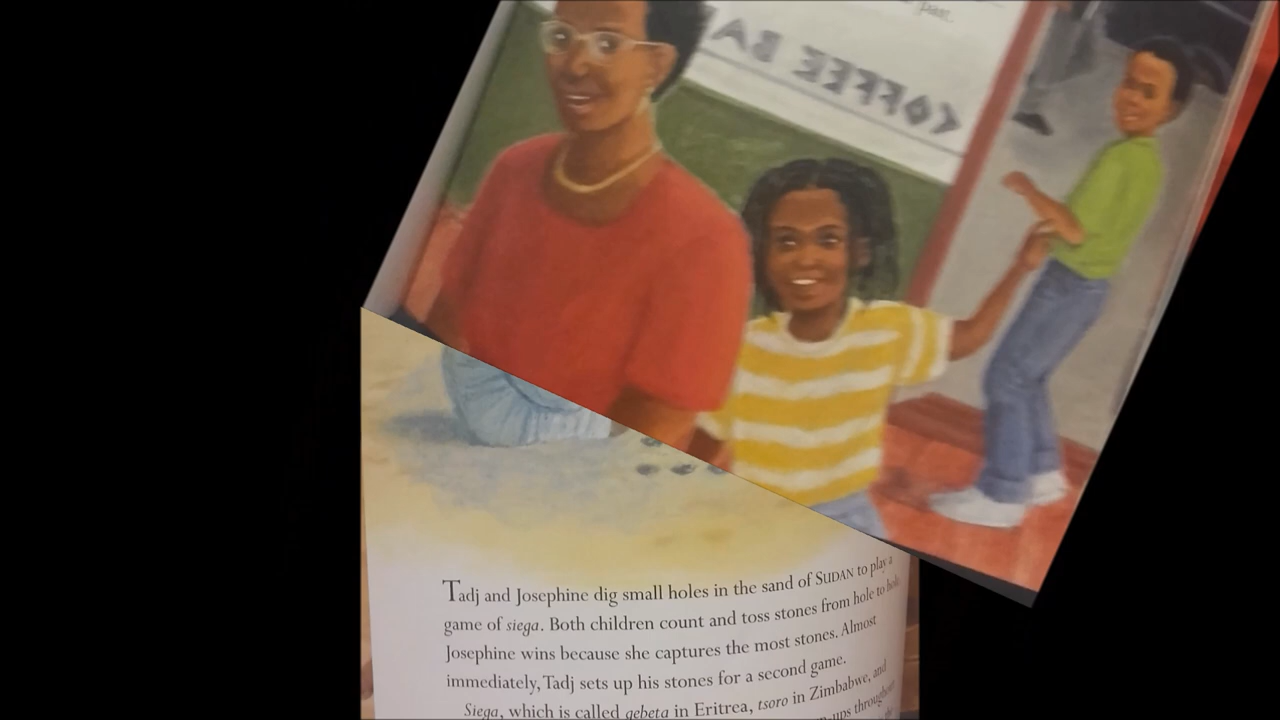 past.
COFFEE BA
Tadj and Josephine dig small holes in the sand of SUDAN to play a
game of siega. Both children count and toss stones from hole to hole.
Josephine wins because she captures the most stones. Almost
immediately, Tadj sets up his stones for a second game.
Siega, which is called gebeta in Eritrea, tsoro in Zimbabwe, and
-ups throughout